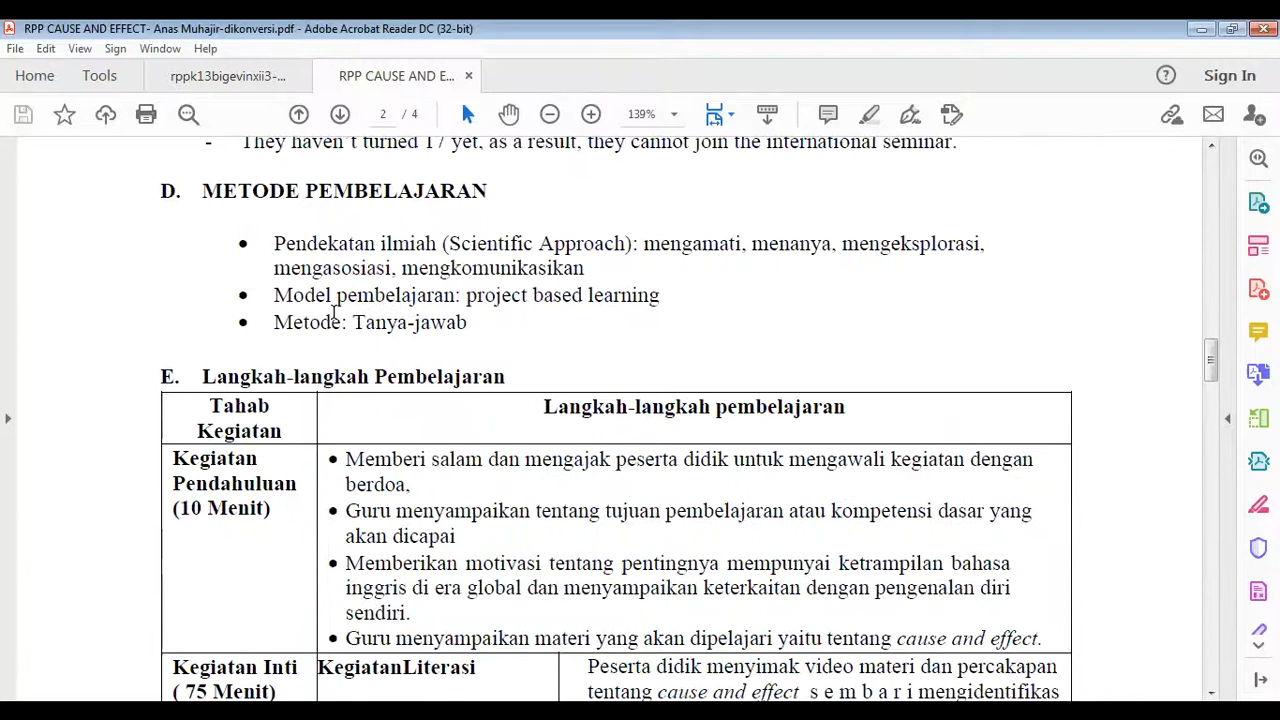 RPP CAUSE AND EFFECT- Anas Muhajir-dikonversi.pdf - Adobe Acrobat Reader DC (32-bit)
File Edit View Sign Window Help
Home Tools rppk13bigevinxii3-... RPP CAUSE AND E... ×
Sign In
2 / 4 139%
- They haven't turned 17 yet, as a result, they cannot join the international seminar.
D. METODE PEMBELAJARAN
• Pendekatan ilmiah (Scientific Approach): mengamati, menanya, mengeksplorasi,
mengasosiasi, mengkomunikasikan
• Model pembelajaran: project based learning
• Metode: Tanya-jawab
E. Langkah-langkah Pembelajaran
Tahab
Kegiatan
Langkah-langkah pembelajaran
Kegiatan
Pendahuluan
(10 Menit)
• Memberi salam dan mengajak peserta didik untuk mengawali kegiatan dengan
berdoa,
• Guru menyampaikan tentang tujuan pembelajaran atau kompetensi dasar yang
akan dicapai
• Memberikan motivasi tentang pentingnya mempunyai ketrampilan bahasa
inggris di era global dan menyampaikan keterkaitan dengan pengenalan diri
sendiri.
• Guru menyampaikan materi yang akan dipelajari yaitu tentang cause and effect.
Kegiatan Inti
( 75 Menit)
KegiatanLiterasi
Peserta didik menyimak video materi dan percakapan
tentang cause and effect s e m b a r i mengidentifikas